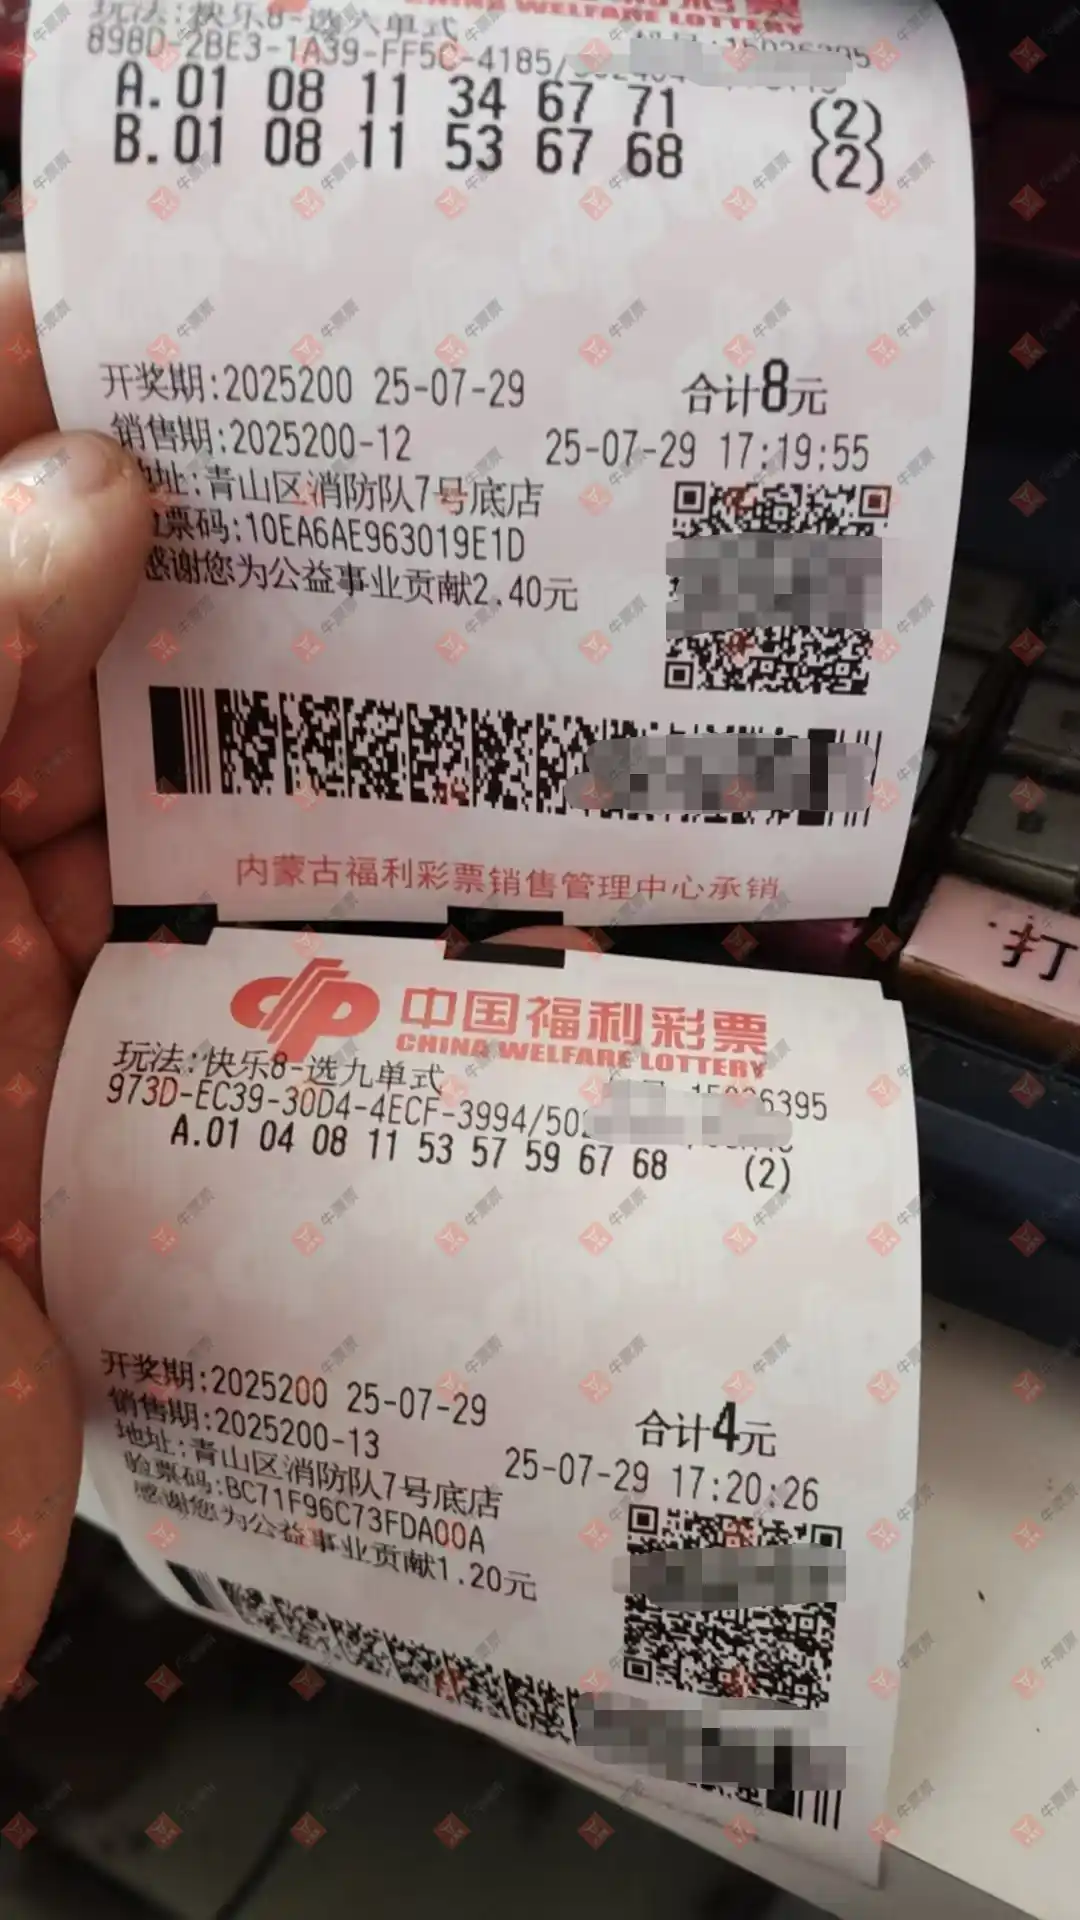 CHINA WELFARE LOTTERY
玩法:快乐8-选六单式
898D-2BE3-1A39-FF5C-4185/
A.01 08 11 34 67 71 (2)
B.01 08 11 53 67 68 (2)
开奖期:2025200 25-07-29 合计8元
销售期:2025200-12 25-07-29 17:19:55
地址:青山区消防队7号底店
验票码:10EA6AE963019E1D
感谢您为公益事业贡献2.40元
内蒙古福利彩票销售管理中心承销
打
中国福利彩票
CHINA WELFARE LOTTERY
玩法:快乐8-选九单式
973D-EC39-30D4-4ECF-3994/50
A.01 04 08 11 53 57 59 67 68 (2)
开奖期:2025200 25-07-29 合计4元
销售期:2025200-13 25-07-29 17:20:26
地址:青山区消防队7号底店
验票码:BC71F96C73FDA00A
感谢您为公益事业贡献1.20元
牛票票